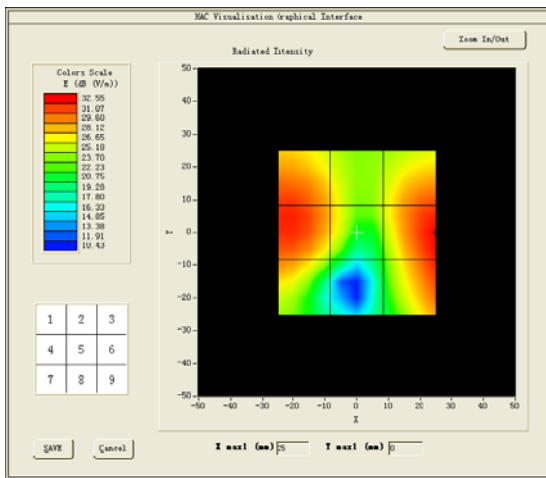 HAC Visualisation Graphical Interface
Zoom In/Out
Radiated Intensity
Colors Scale
E (dB (V/m))
32.55
31.07
29.60
28.12
26.65
25.18
23.70
22.23
20.75
19.28
17.80
16.33
14.85
13.38
11.91
10.43
50
40
30
20
10
0
-10
-20
-30
-40
-50
Y
-50 -40 -30 -20 -10 0 10 20 30 40 50
X
1 2 3
4 5 6
7 8 9
SAVE
Cancel
X max1 (mm) 25
Y max1 (mm) 0